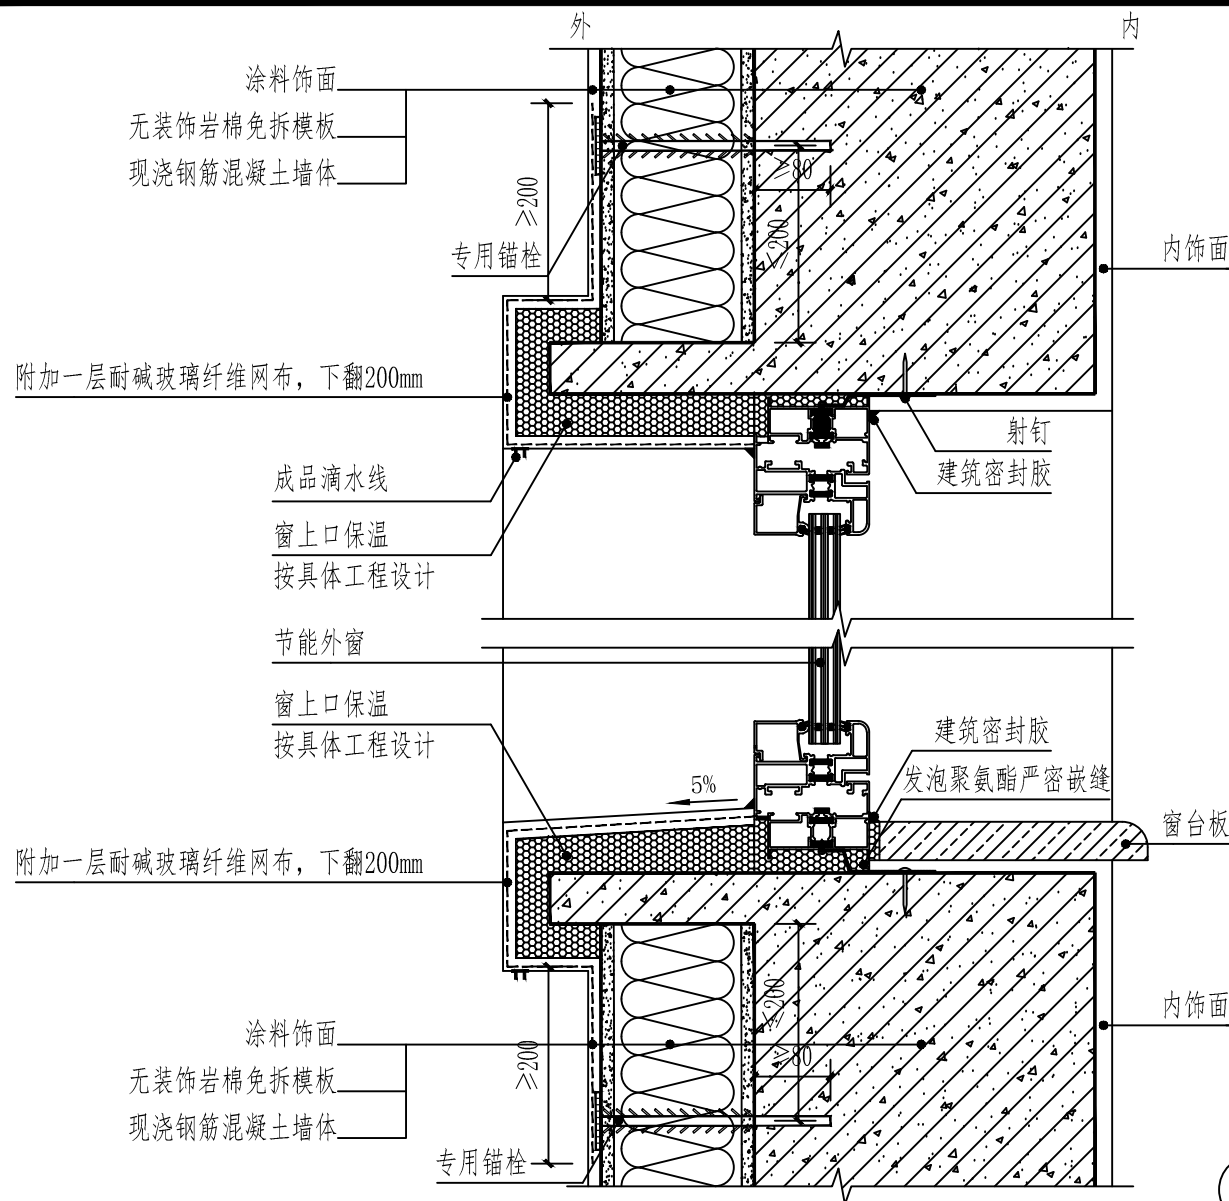 外
内
涂料饰面
无装饰岩棉免拆模板
现浇钢筋混凝土墙体
≥80
≥200
≤200
专用锚栓
内饰面
附加一层耐碱玻璃纤维网布，下翻200mm
射钉
建筑密封胶
成品滴水线
窗上口保温
按具体工程设计
节能外窗
窗上口保温
按具体工程设计
建筑密封胶
5%
发泡聚氨酯严密嵌缝
窗台板
附加一层耐碱玻璃纤维网布，下翻200mm
≤200
内饰面
涂料饰面
≥200
≥80
无装饰岩棉免拆模板
现浇钢筋混凝土墙体
专用锚栓